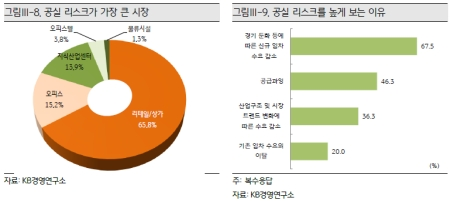 그림Ⅲ-8. 공실 리스크가 가장 큰 시장
오피스텔
3.8%
물류시설
1.3%
지식산업센터
13.9%
오피스
15.2%
리테일/상가
65.8%
자료: KB경영연구소
그림Ⅲ-9. 공실 리스크를 높게 보는 이유
경기 둔화 등에
따른 신규 임차
수요 감소
67.5
공급과잉
46.3
산업구조 및 시장
트렌드 변화에
따른 수요 감소
36.3
기존 임차 수요의
이탈
20.0
(%)
주: 복수응답
자료: KB경영연구소